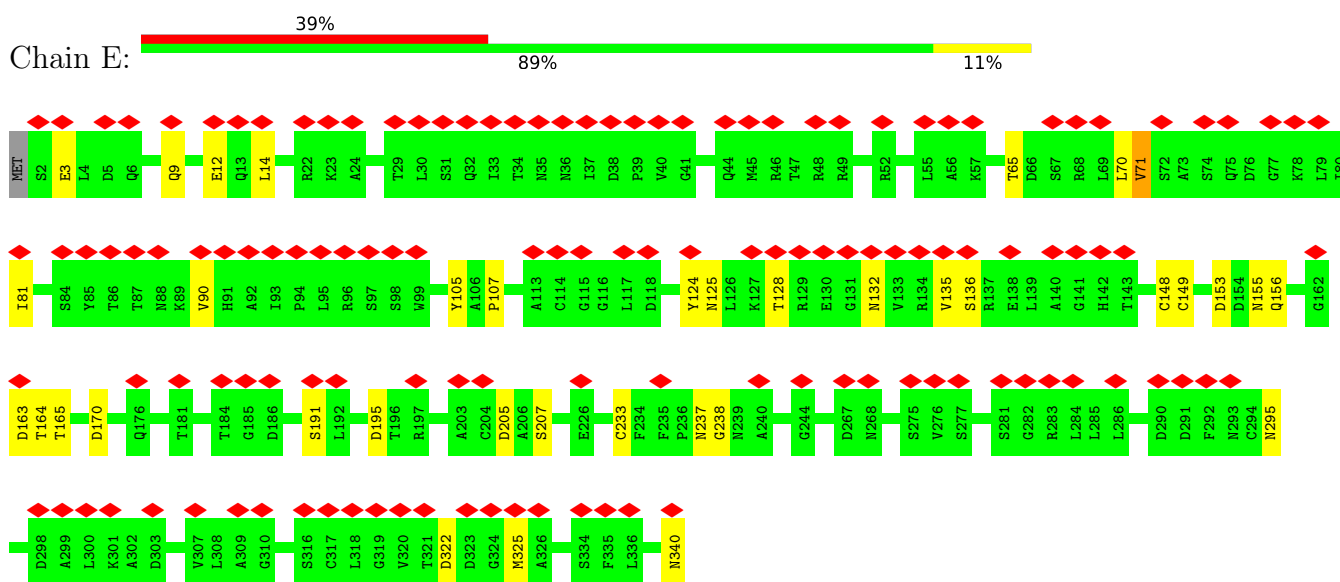 39%
Chain E:
89% 11%
MET S2 E3 L4 D5 Q6 Q9 E12 Q13 L14 R22 K23 A24 T29 L30 S31 Q32 I33 T34 N35 N36 I37 D38 P39 V40 G41 Q44 M45 R46 T47 R48 R49 R52 L55 A56 K57 T65 D66 S67 R68 L69 L70 V71 S72 A73 S74 Q75 D76 G77 K78 L79 I80
I81 S84 Y85 T86 T87 N88 K89 V90 H91 A92 I93 P94 L95 R96 S97 S98 W99 Y105 A106 P107 A113 C114 G115 G116 L117 D118 Y124 N125 L126 K127 T128 R129 E130 G131 N132 V133 R134 V135 S136 R137 E138 L139 A140 G141 H142 T143 C148 C149 D153 D154 N155 Q156 G162
D163 T164 T165 D170 Q176 T181 T184 G185 D186 S191 L192 D195 T196 R197 A203 C204 D205 A206 S207 E226 C233 F234 F235 P236 N237 G238 N239 A240 G244 D267 N268 S275 V276 S277 S281 G282 R283 L284 L285 L286 D290 D291 F292 N293 C294 N295
D298 A299 L300 K301 A302 D303 V307 L308 A309 G310 S316 C317 L318 G319 V320 T321 D322 D323 G324 M325 A326 S334 F335 L336 N340